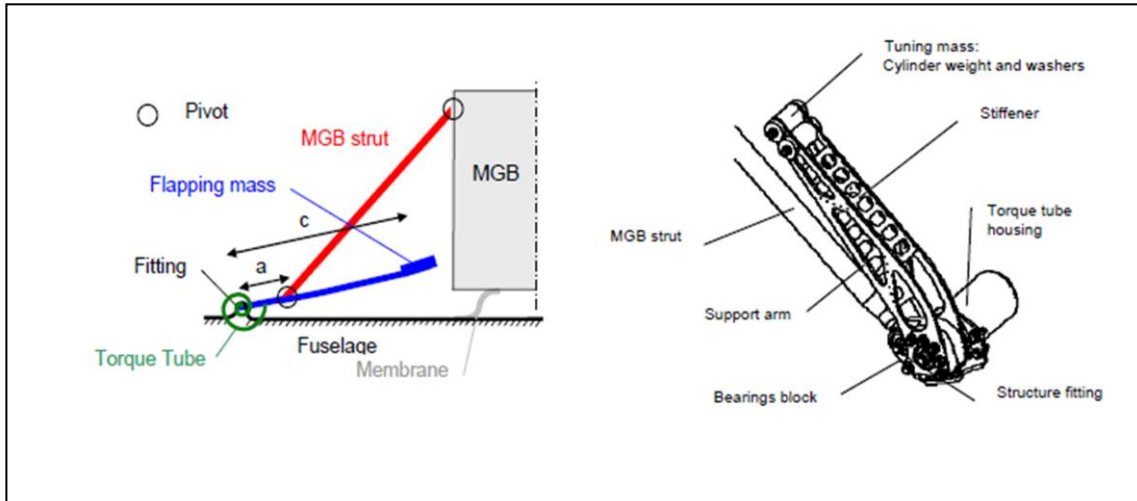 Pivot
MGB strut
MGB
Flapping mass
c
Fitting
a
Torque Tube
Fuselage
Membrane
Tuning mass:
Cylinder weight and washers
Stiffener
MGB strut
Torque tube
housing
Support arm
Bearings block
Structure fitting